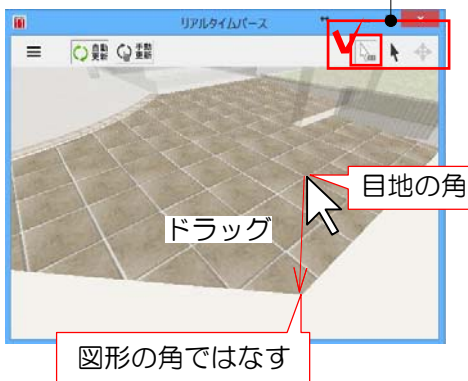 リアルタイムパース
自動更新
手動更新
目地の角
ドラッグ
図形の角ではなす